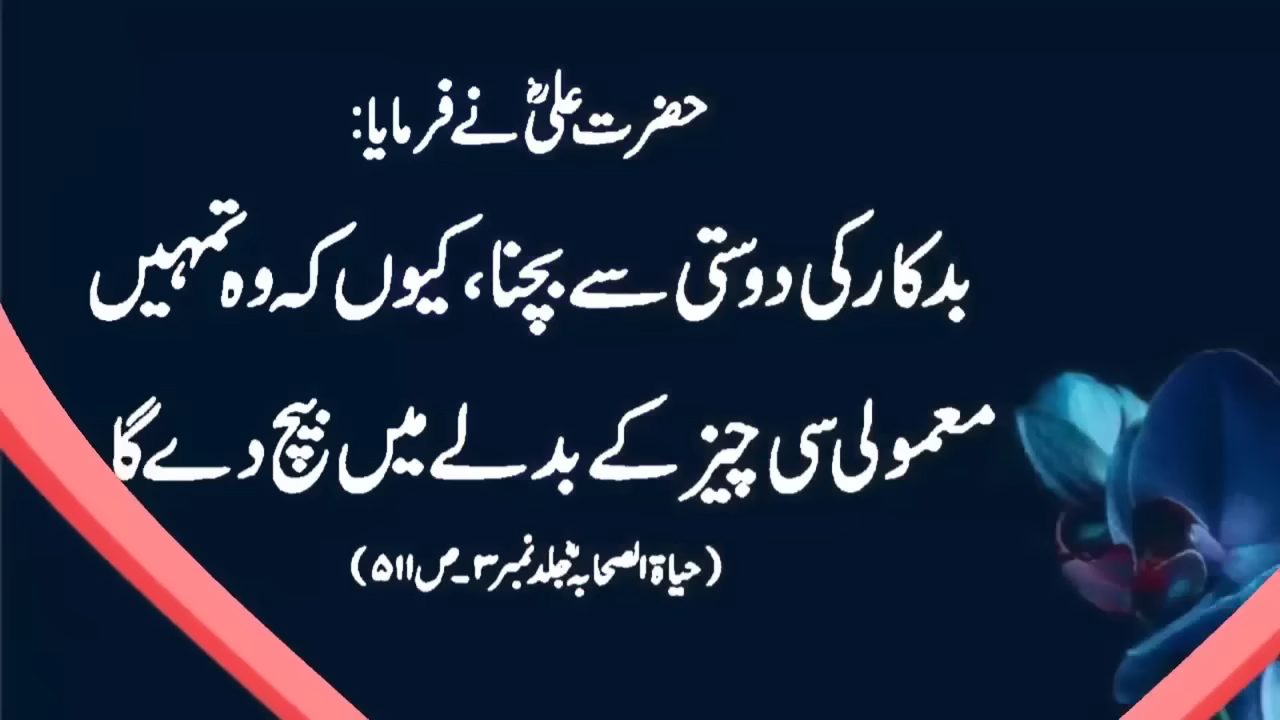 حضرت علیؓ نے فرمایا:
بدکار کی دوستی سے بچنا، کیوں کہ وہ تمہیں
معمولی سی چیز کے بدلے میں بیچ دے گا
(حیاۃ الصحابہؓ جلد نمبر ۳۔ ص ۵۱۱)